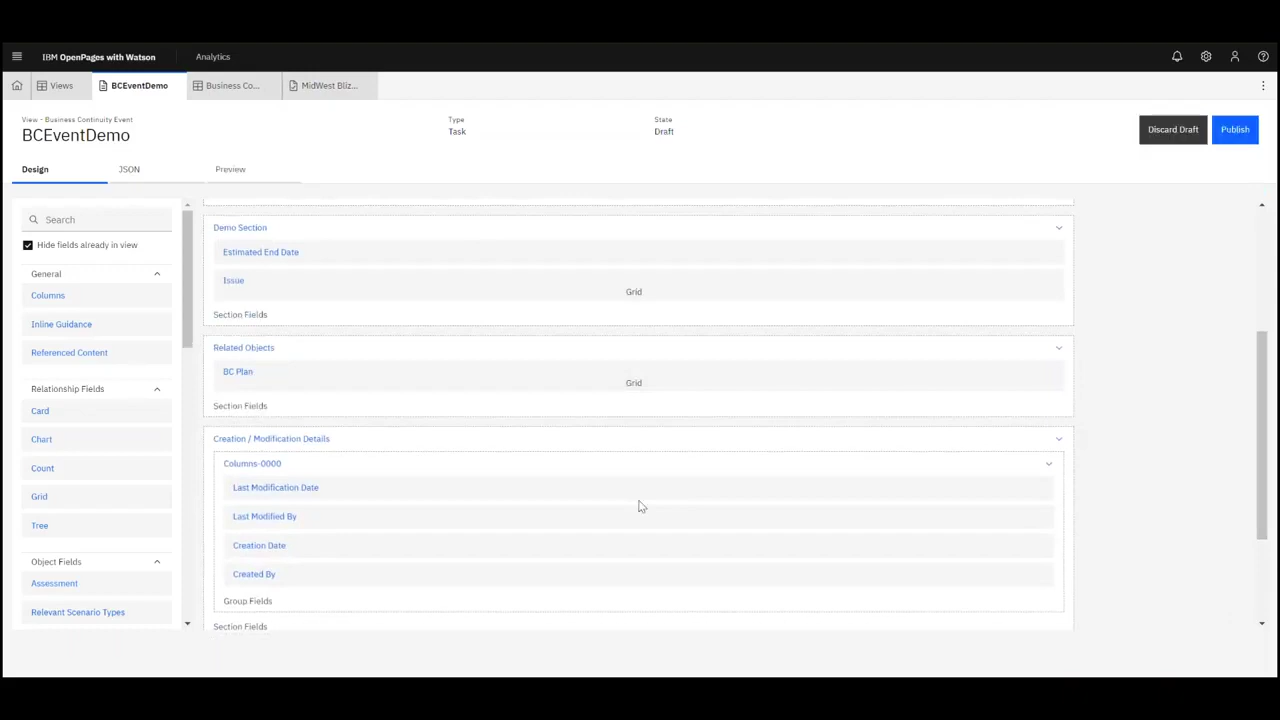 IBM OpenPages with Watson
Analytics
Views
BCEventDemo
Business Co...
MidWest Bliz...
View - Business Continuity Event
BCEventDemo
Type
Task
State
Draft
Discard Draft
Publish
Design
JSON
Preview
Search
Hide fields already in view
General
Columns
Inline Guidance
Referenced Content
Relationship Fields
Card
Chart
Count
Grid
Tree
Object Fields
Assessment
Relevant Scenario Types
Demo Section
Estimated End Date
Issue
Grid
Section Fields
Related Objects
BC Plan
Grid
Section Fields
Creation / Modification Details
Columns-0000
Last Modification Date
Last Modified By
Creation Date
Created By
Group Fields
Section Fields